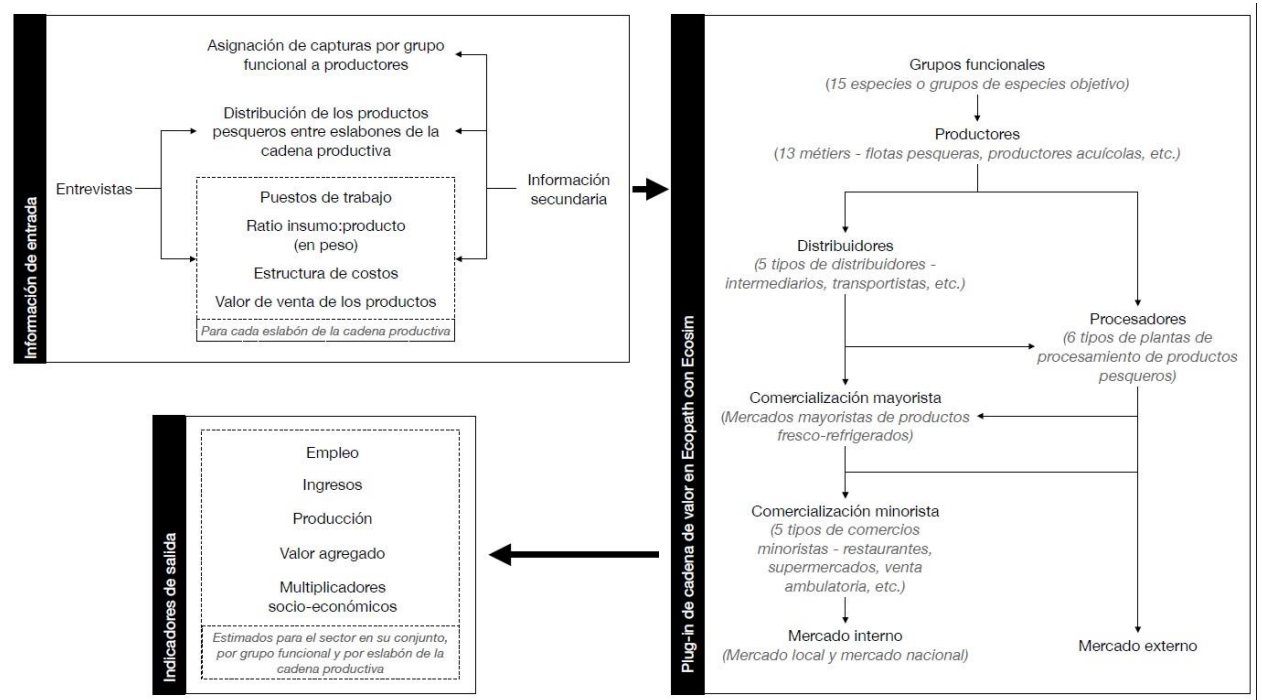 Información de entrada
Asignación de capturas por grupo
funcional a productores
Distribución de los productos
pesqueros entre eslabones de la
cadena productiva
Entrevistas
Puestos de trabajo
Ratio insumo:producto
(en peso)
Estructura de costos
Valor de venta de los productos
Para cada eslabón de la cadena productiva
Información
secundaria
Plug-in de cadena de valor en Ecopath con Ecosim
Grupos funcionales
(15 especies o grupos de especies objetivo)
Productores
(13 métiers - flotas pesqueras, productores acuícolas, etc.)
Distribuidores
(5 tipos de distribuidores -
intermediarios, transportistas, etc.)
Procesadores
(6 tipos de plantas de
procesamiento de productos
pesqueros)
Comercialización mayorista
(Mercados mayoristas de productos
fresco-refrigerados)
Comercialización minorista
(5 tipos de comercios
minoristas - restaurantes,
supermercados, venta
ambulatoria, etc.)
Mercado interno
(Mercado local y mercado nacional)
Mercado externo
Indicadores de salida
Empleo
Ingresos
Producción
Valor agregado
Multiplicadores
socio-económicos
Estimados para el sector en su conjunto,
por grupo funcional y por eslabón de la
cadena productiva